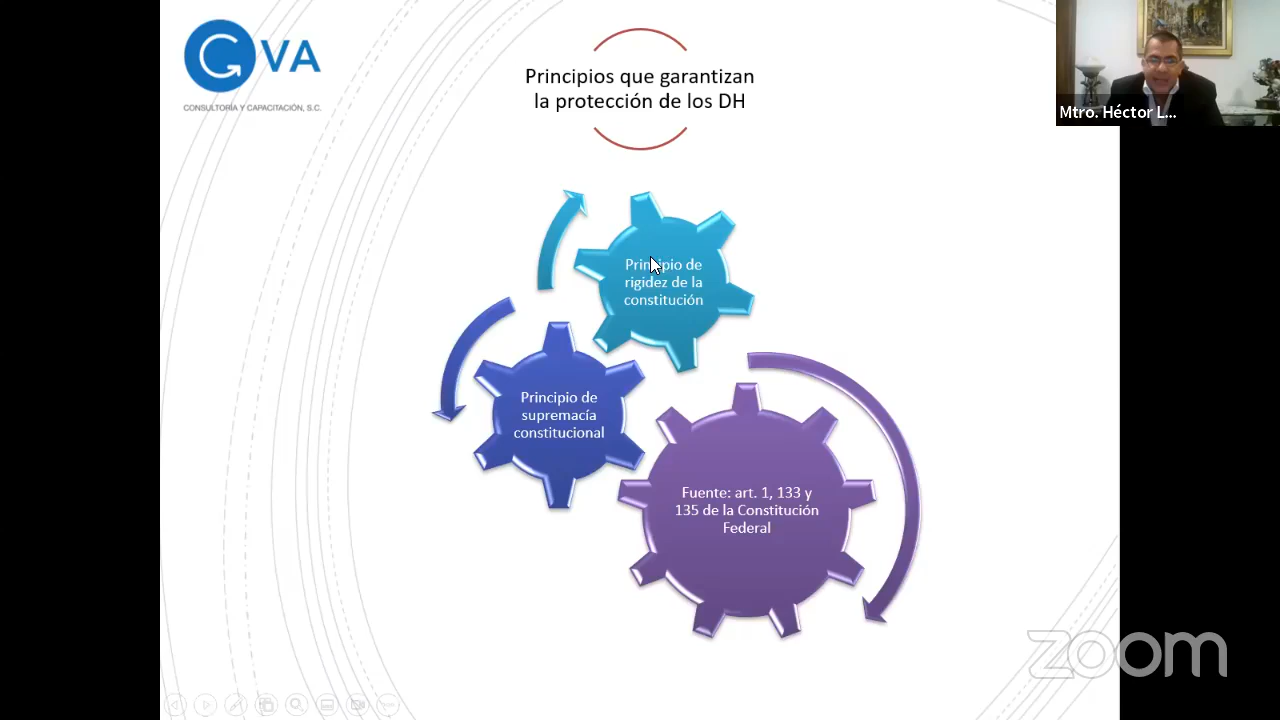 GVA
CONSULTORÍA Y CAPACITACIÓN, S.C.
Principios que garantizan
la protección de los DH
Mtro. Héctor L...
Principio de
rigidez de la
constitución
Principio de
supremacía
constitucional
Fuente: art. 1, 133 y
135 de la Constitución
Federal
zoom